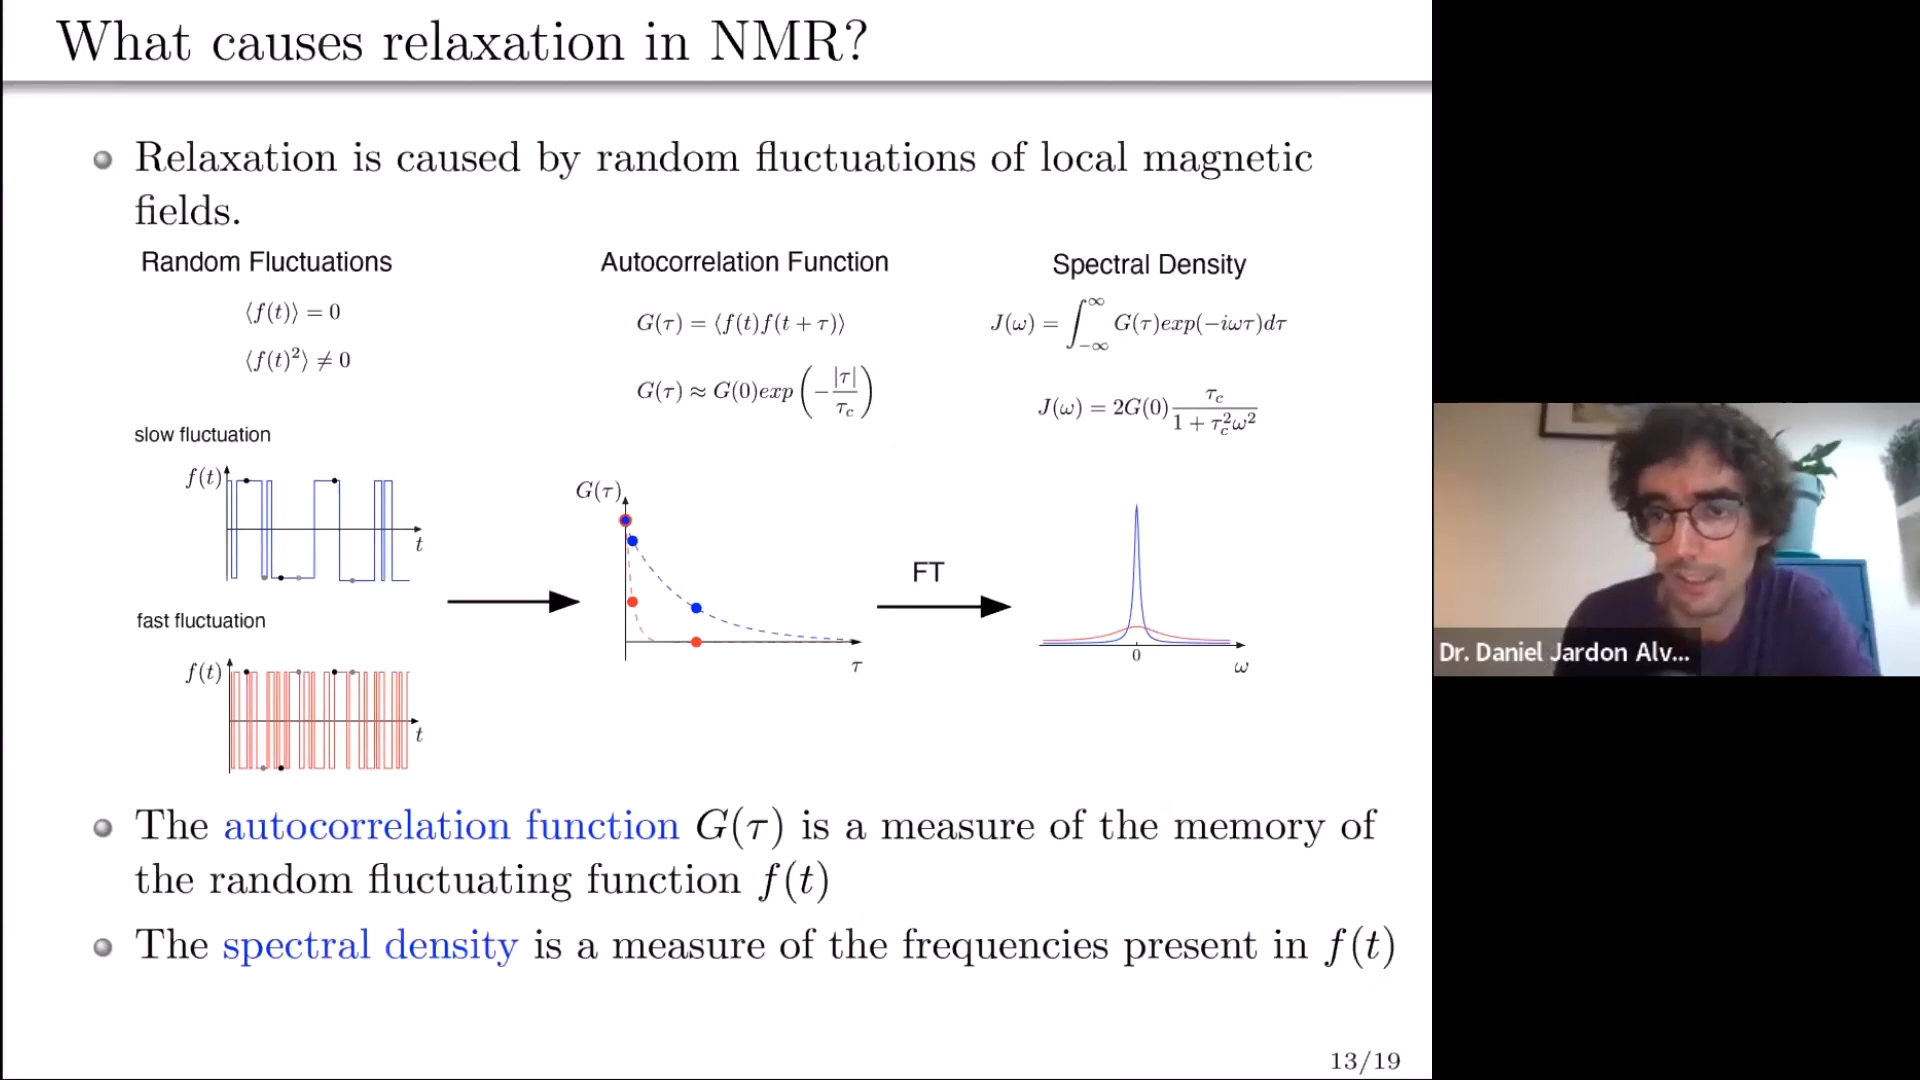 What causes relaxation in NMR?
Relaxation is caused by random fluctuations of local magnetic
fields.
Random Fluctuations
⟨f(t)⟩ = 0
⟨f(t)²⟩ ≠ 0
slow fluctuation
f(t)
t
fast fluctuation
f(t)
t
Autocorrelation Function
G(τ) = ⟨f(t)f(t + τ)⟩
G(τ) ≈ G(0)exp(−|τ|/τc)
G(τ)
τ
FT
Spectral Density
J(ω) = ∫_{−∞}^{∞} G(τ)exp(−iwτ)dτ
J(ω) = 2G(0) τc/(1 + τc²ω²)
0
ω
The autocorrelation function G(τ) is a measure of the memory of
the random fluctuating function f(t)
The spectral density is a measure of the frequencies present in f(t)
13/19
Dr. Daniel Jardon Alv...